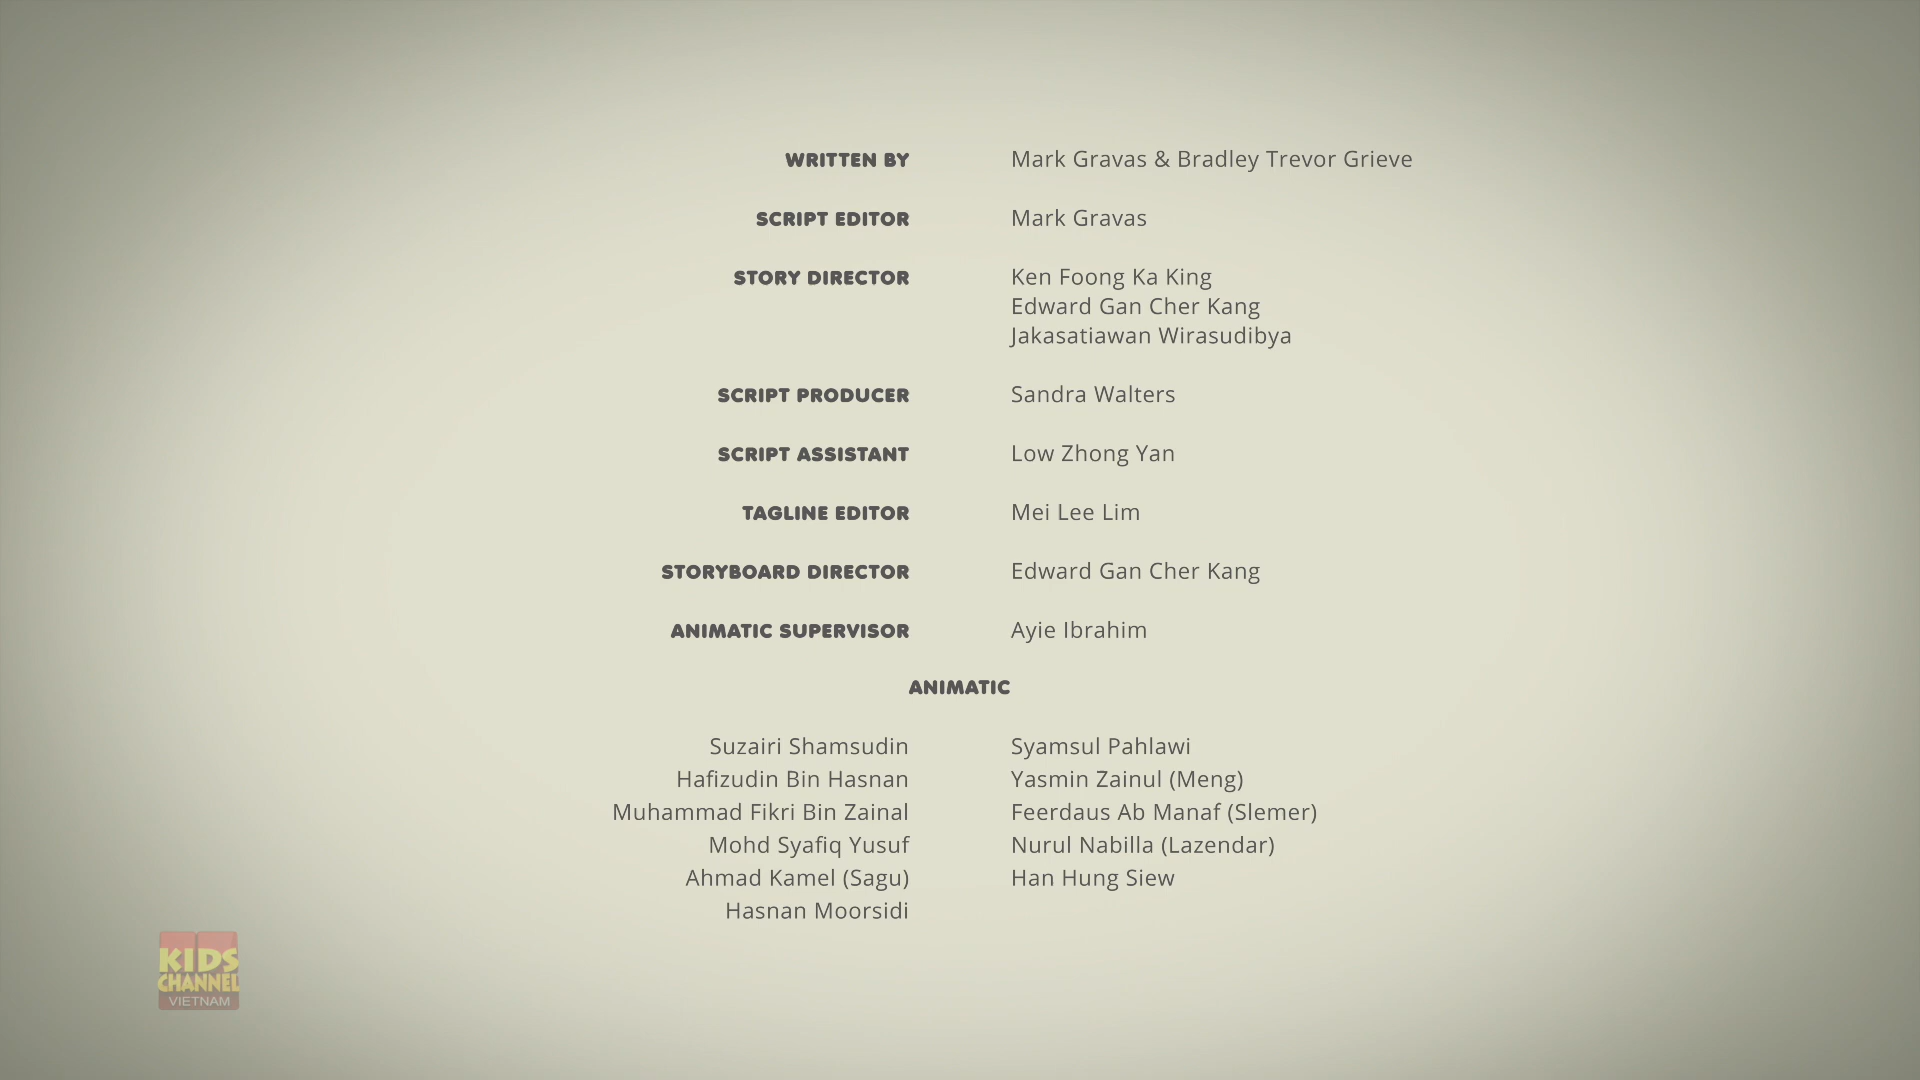 WRITTEN BY Mark Gravas & Bradley Trevor Grieve
SCRIPT EDITOR Mark Gravas
STORY DIRECTOR Ken Foong Ka King
Edward Gan Cher Kang
Jakasatiawan Wirasudibya
SCRIPT PRODUCER Sandra Walters
SCRIPT ASSISTANT Low Zhong Yan
TAGLINE EDITOR Mei Lee Lim
STORYBOARD DIRECTOR Edward Gan Cher Kang
ANIMATIC SUPERVISOR Ayie Ibrahim
ANIMATIC
Suzairi Shamsudin Syamsul Pahlawi
Hafizudin Bin Hasnan Yasmin Zainul (Meng)
Muhammad Fikri Bin Zainal Feerdaus Ab Manaf (Slemer)
Mohd Syafiq Yusuf Nurul Nabilla (Lazendar)
Ahmad Kamel (Sagu) Han Hung Siew
Hasnan Moorsidi
KIDS
CHANNEL
VIETNAM